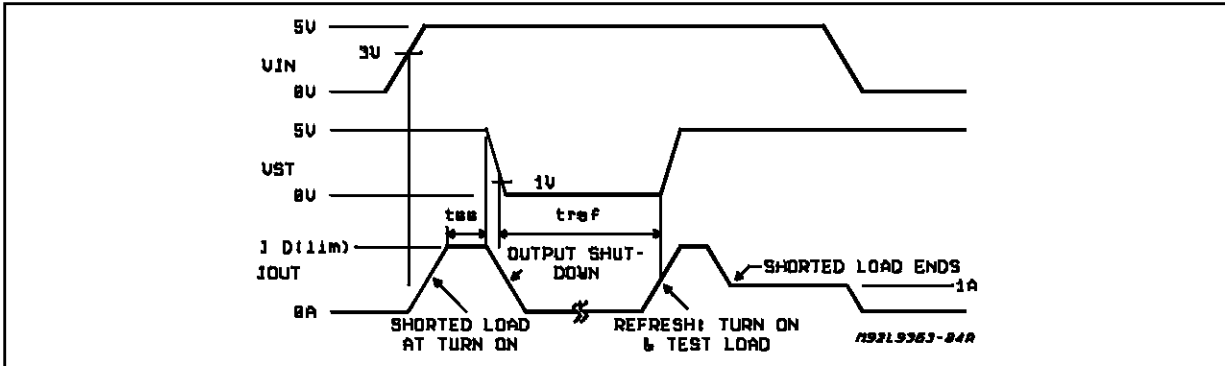 5V
3V
VIN
0V
5V
VST
1V
0V
tss
tref
I D(lim)
OUTPUT SHUT-
DOWN
SHORTED LOAD ENDS
IOUT
1A
0A
SHORTED LOAD
AT TURN ON
REFRESH: TURN ON
& TEST LOAD
M92L9363-04A